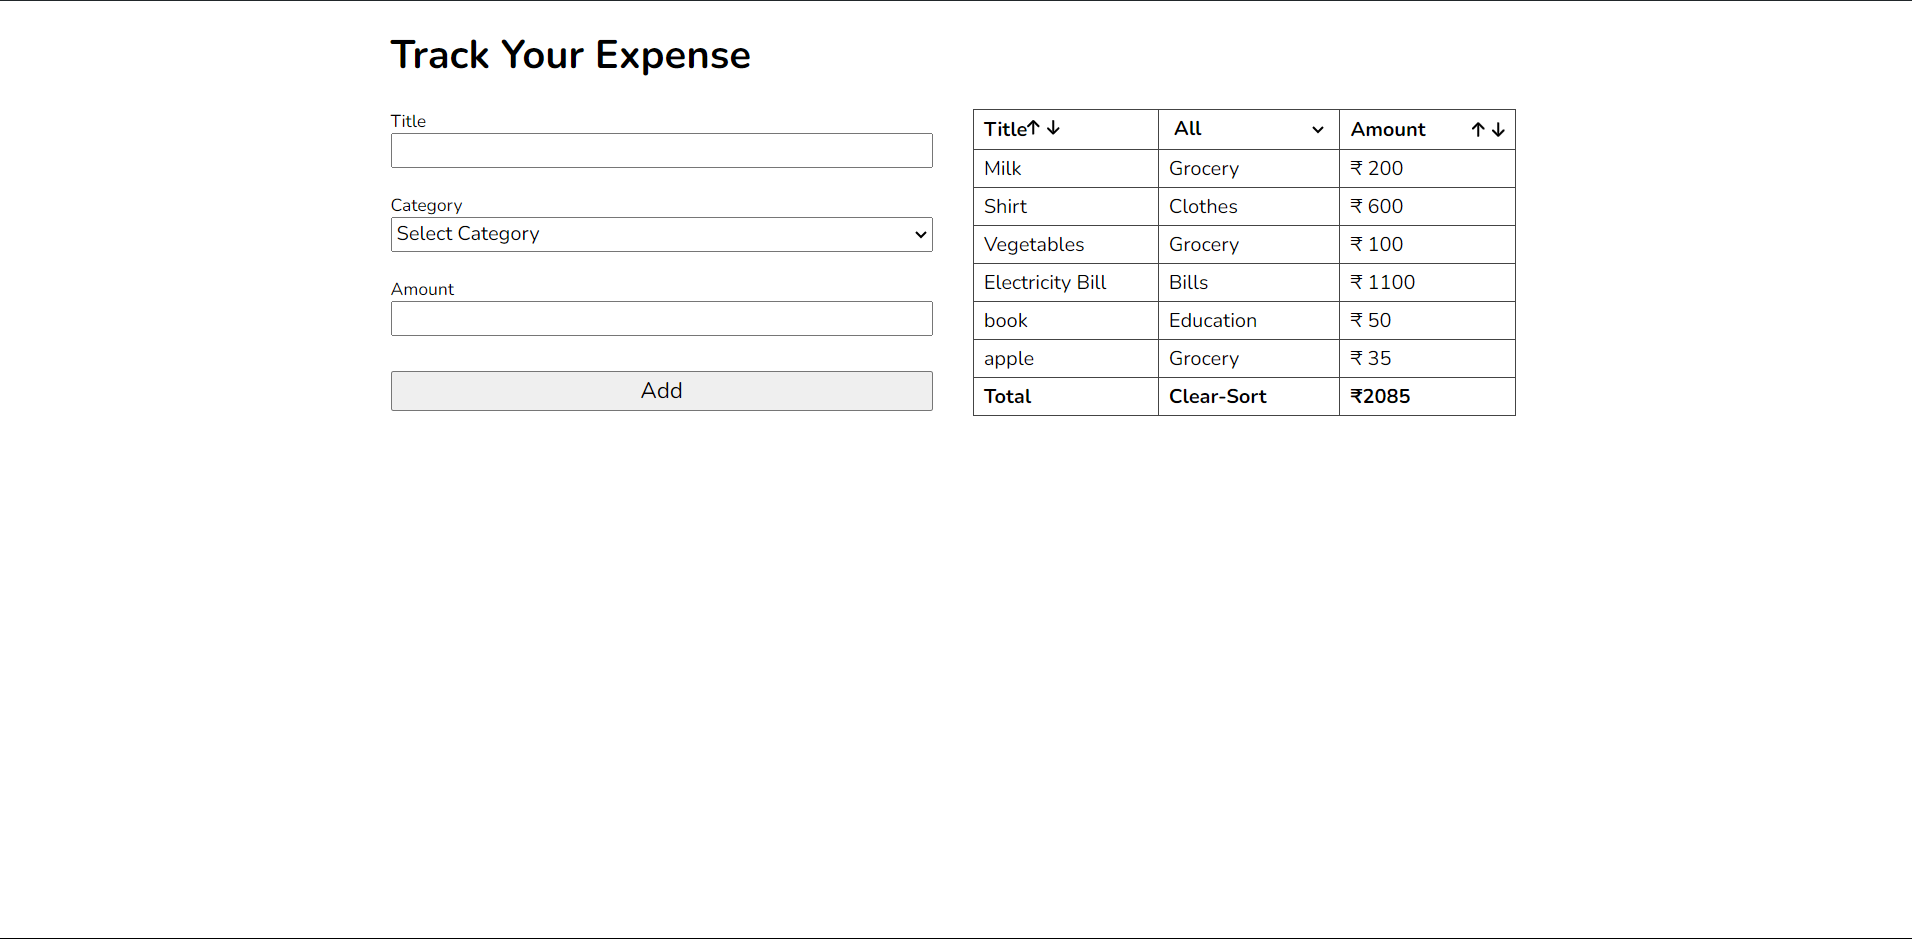 Track Your Expense
Title
Category
Select Category
Amount
Add
Title↑ ↓ All Amount ↑ ↓
Milk Grocery ₹ 200
Shirt Clothes ₹ 600
Vegetables Grocery ₹ 100
Electricity Bill Bills ₹ 1100
book Education ₹ 50
apple Grocery ₹ 35
Total Clear-Sort ₹2085